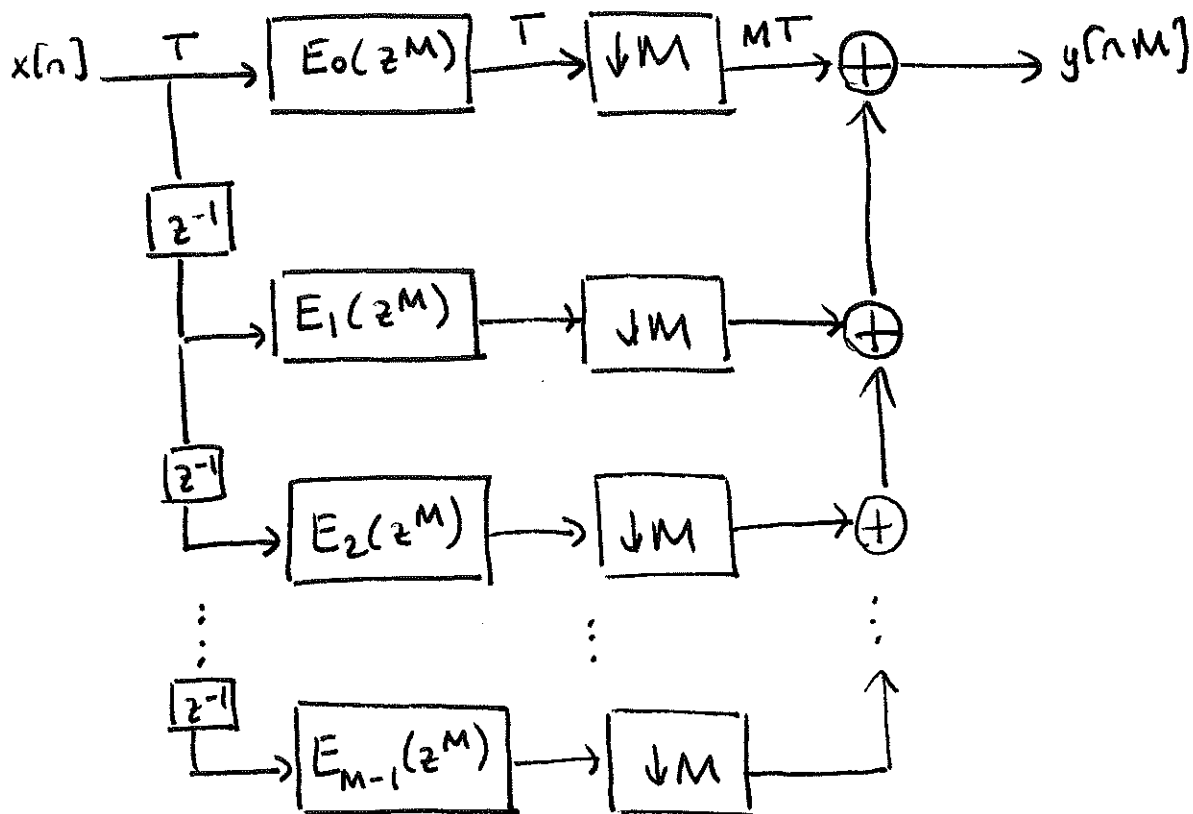 x[n] T E₀(z^M) T ↓M MT + y[nM]
z⁻¹
E₁(z^M) ↓M +
z⁻¹
E₂(z^M) ↓M +
z⁻¹
E_{M-1}(z^M) ↓M